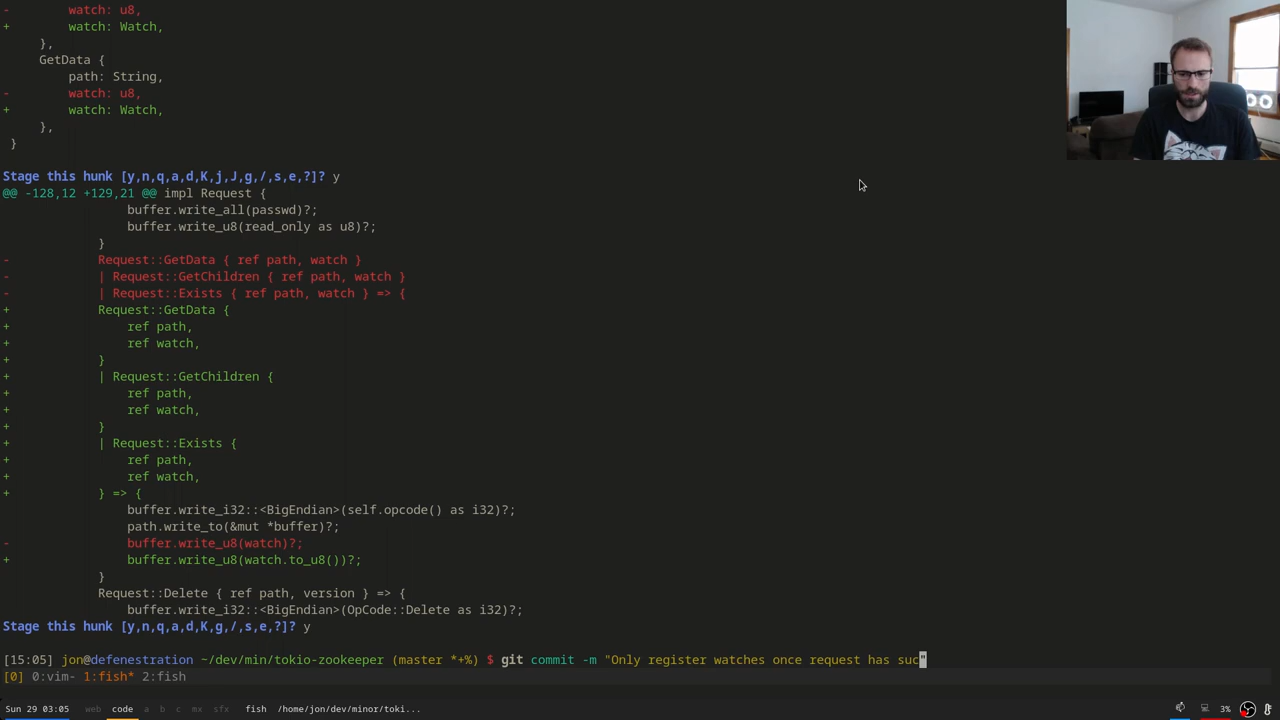 -        watch: u8,
+        watch: Watch,
     },
     GetData {
         path: String,
-        watch: u8,
+        watch: Watch,
     },
 }
Stage this hunk [y,n,q,a,d,K,j,J,g,/,s,e,?]? y
@@ -128,12 +129,21 @@ impl Request {
                 buffer.write_all(passwd)?;
                 buffer.write_u8(read_only as u8)?;
             }
-            Request::GetData { ref path, watch }
-            | Request::GetChildren { ref path, watch }
-            | Request::Exists { ref path, watch } => {
+            Request::GetData {
+                ref path,
+                ref watch,
+            }
+            | Request::GetChildren {
+                ref path,
+                ref watch,
+            }
+            | Request::Exists {
+                ref path,
+                ref watch,
+            } => {
                 buffer.write_i32::<BigEndian>(self.opcode() as i32)?;
                 path.write_to(&mut *buffer)?;
-                buffer.write_u8(watch)?;
+                buffer.write_u8(watch.to_u8())?;
             }
             Request::Delete { ref path, version } => {
                 buffer.write_i32::<BigEndian>(OpCode::Delete as i32)?;
Stage this hunk [y,n,q,a,d,K,g,/,s,e,?]? y
[15:05] jon@defenestration ~/dev/min/tokio-zookeeper (master *+%) $ git commit -m "Only register watches once request has suc"
[0] 0:vim- 1:fish* 2:fish
Sun 29 03:05 web code a b c mx sfx fish /home/jon/dev/minor/toki... 3%